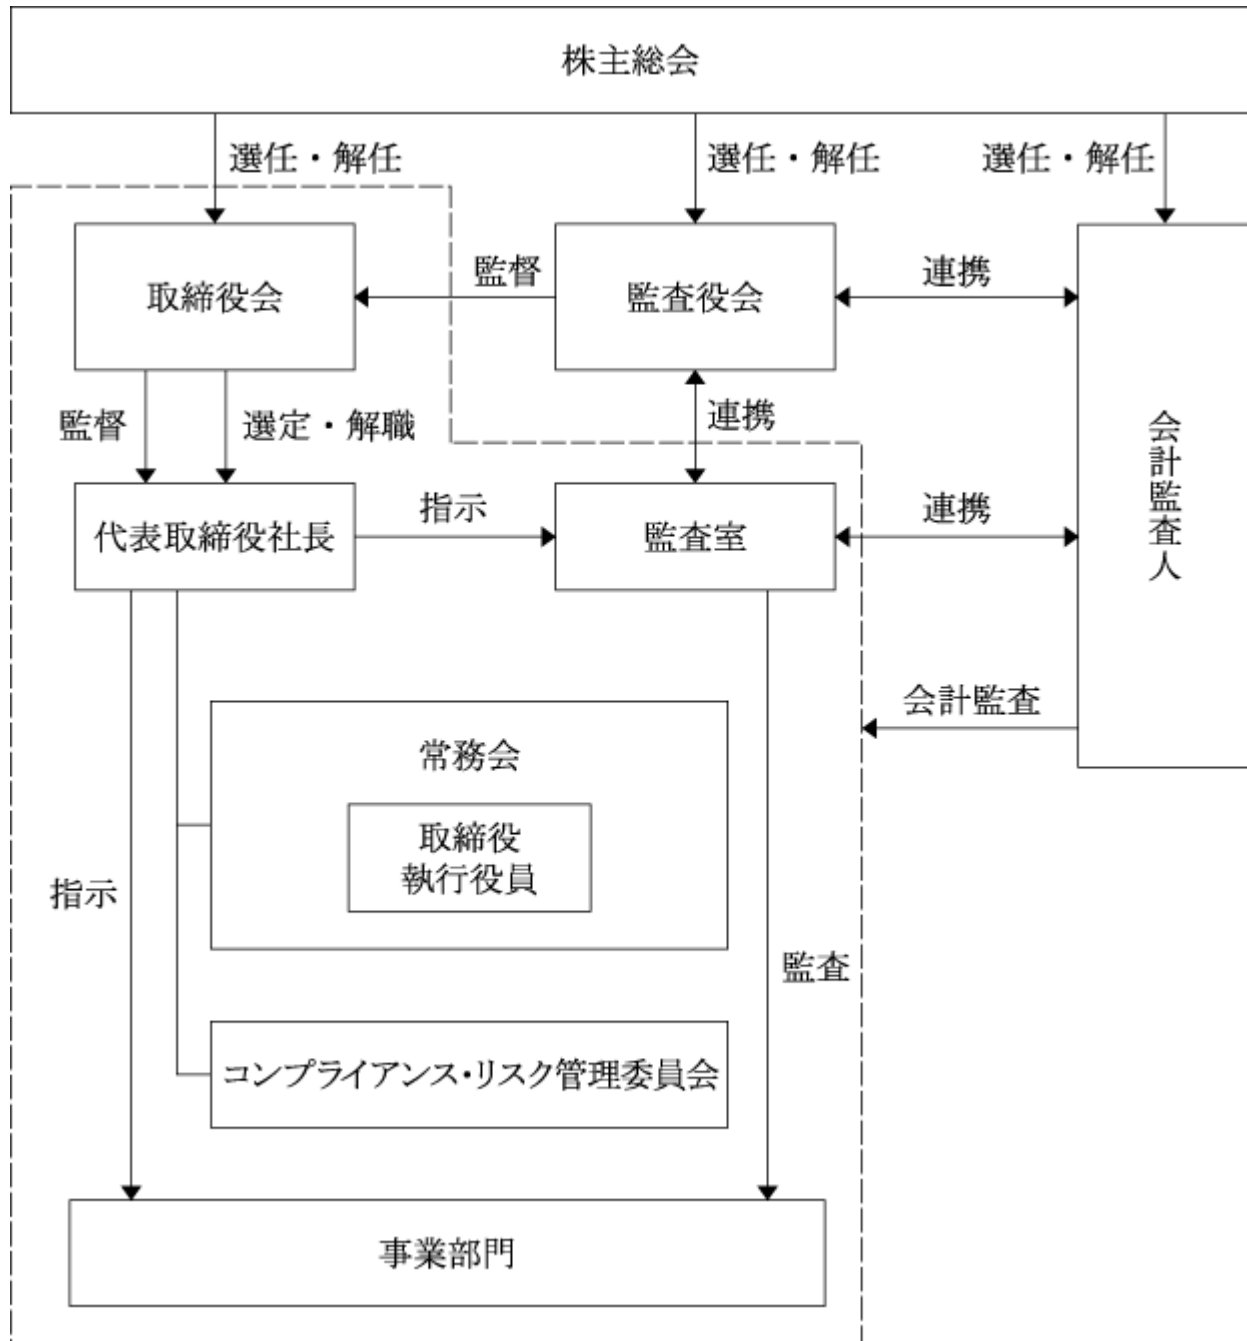 株主総会
選任・解任
選任・解任
選任・解任
取締役会
監督
監査役会
連携
会計監査人
監督
選定・解職
連携
代表取締役社長
指示
監査室
連携
会計監査
常務会
取締役
執行役員
指示
監査
コンプライアンス・リスク管理委員会
事業部門